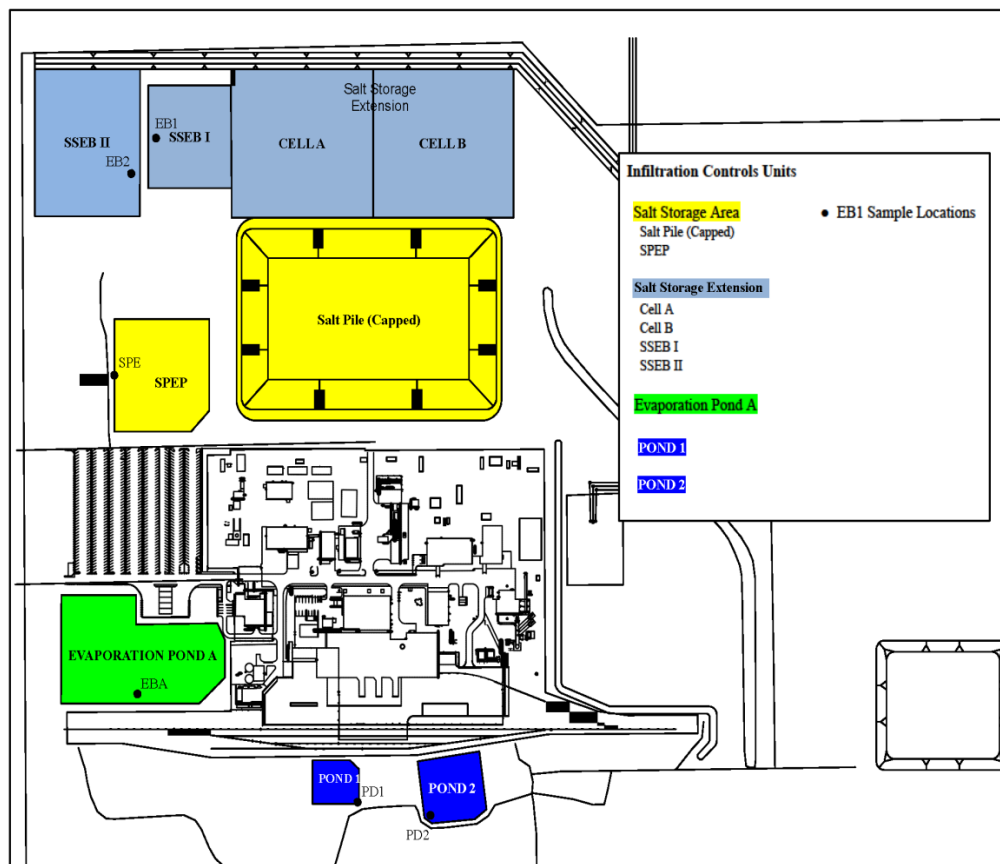 Salt Storage
Extension
EB1
SSEB I
SSEB II
EB2
CELL A
CELL B
Infiltration Controls Units
Salt Storage Area
● EB1 Sample Locations
Salt Pile (Capped)
SPEP
Salt Storage Extension
Cell A
Cell B
SSEB I
SSEB II
Evaporation Pond A
POND 1
POND 2
Salt Pile (Capped)
SPE
SPEP
EVAPORATION POND A
EBA
POND 1
PD1
POND 2
PD2